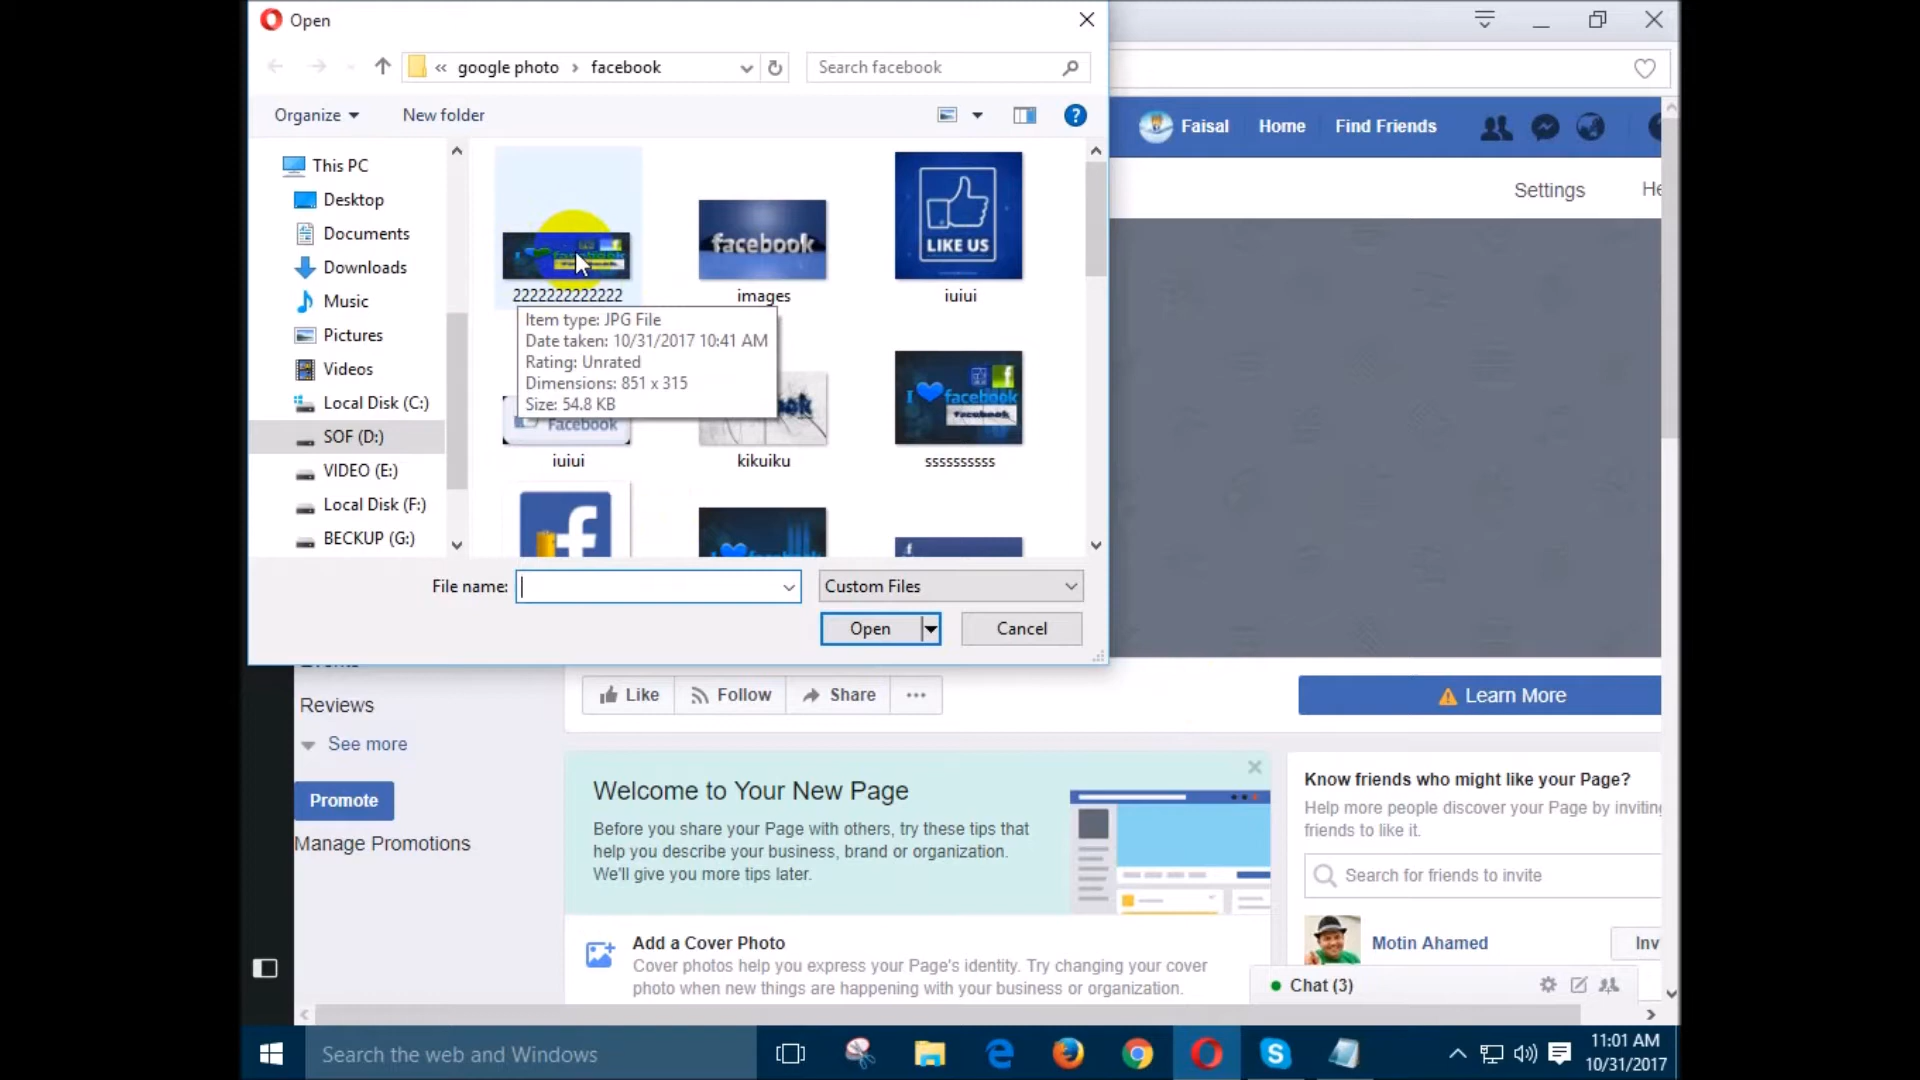 Open
« google photo › facebook
Search facebook
Organize
New folder
This PC
Desktop
Documents
Downloads
Music
Pictures
Videos
Local Disk (C:)
SOF (D:)
VIDEO (E:)
Local Disk (F:)
BECKUP (G:)
facebook
LIKE US
2222222222222
images
iuiui
Item type: JPG File
Date taken: 10/31/2017 10:41 AM
Rating: Unrated
Dimensions: 851 x 315
Size: 54.8 KB
Facebook
I facebook
facebook
iuiui
kikuiku
ssssssssss
File name:
Custom Files
Open
Cancel
Faisal
Home
Find Friends
Settings
He
Reviews
See more
Promote
Manage Promotions
Like
Follow
Share
Learn More
Welcome to Your New Page
Before you share your Page with others, try these tips that
help you describe your business, brand or organization.
We'll give you more tips later.
Add a Cover Photo
Cover photos help you express your Page's identity. Try changing your cover
photo when new things are happening with your business or organization.
Know friends who might like your Page?
Help more people discover your Page by inviting
friends to like it.
Search for friends to invite
Motin Ahamed
Inv
Chat (3)
Search the web and Windows
11:01 AM
10/31/2017